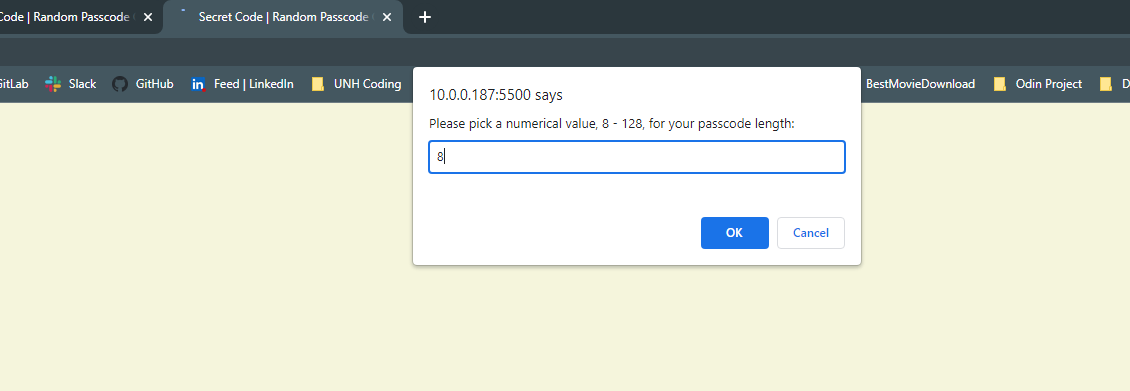 Code | Random Passcode
Secret Code | Random Passcode
Slack GitHub Feed | LinkedIn UNH Coding BestMovieDownload Odin Project
10.0.0.187:5500 says
Please pick a numerical value, 8 - 128, for your passcode length:
8
OK Cancel